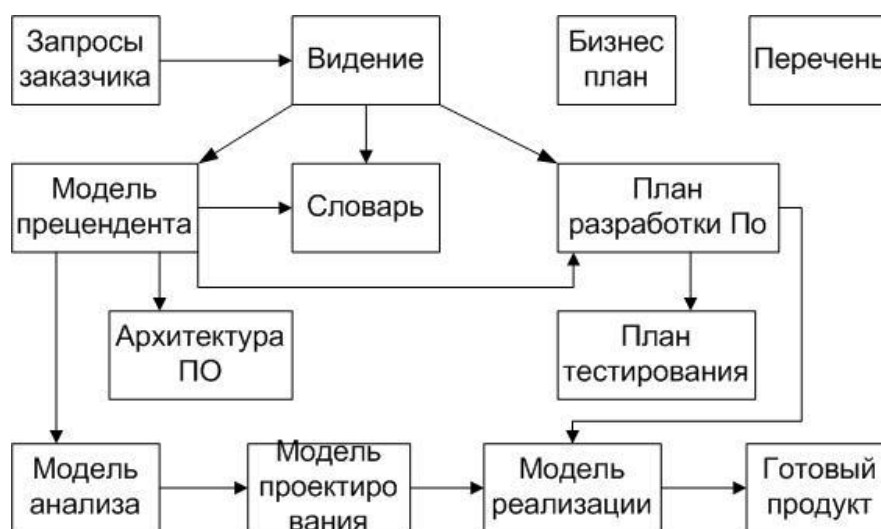 Запросы
заказчика
Видение
Бизнес
план
Перечень
Модель
прецендента
Словарь
План
разработки По
Архитектура
ПО
План
тестирования
Модель
анализа
Модель
проектиро
вания
Модель
реализации
Готовый
продукт